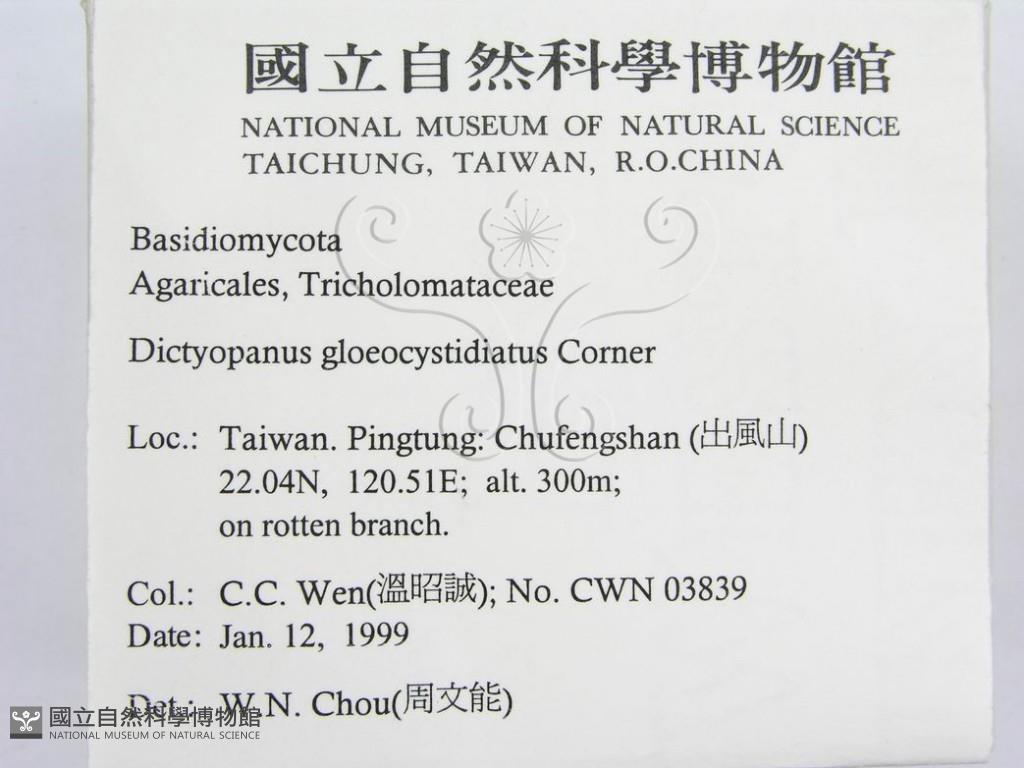 國立自然科學博物館
NATIONAL MUSEUM OF NATURAL SCIENCE
TAICHUNG, TAIWAN, R.O.CHINA
Basidiomycota
Agaricales, Tricholomataceae
Dictyopanus gloeocystidiatus Corner
Loc.: Taiwan. Pingtung: Chufengshan (出風山)
22.04N, 120.51E; alt. 300m;
on rotten branch.
Col.: C.C. Wen(溫昭誠); No. CWN 03839
Date: Jan. 12, 1999
Det.: W.N. Chou(周文能)
國立自然科學博物館
NATIONAL MUSEUM OF NATURAL SCIENCE